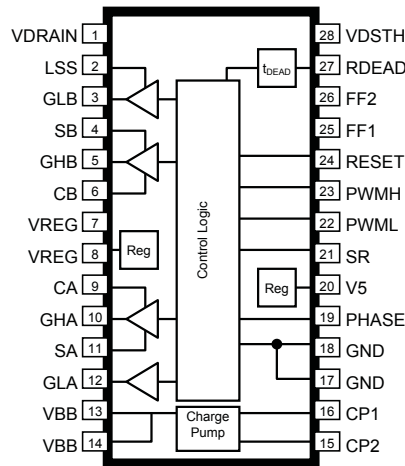 VDRAIN 1
LSS 2
GLB 3
SB 4
GHB 5
CB 6
VREG 7
VREG 8
CA 9
GHA 10
SA 11
GLA 12
VBB 13
VBB 14
Reg
Control Logic
Charge
Pump
tDEAD
Reg
28 VDSTH
27 RDEAD
26 FF2
25 FF1
24 RESET
23 PWMH
22 PWML
21 SR
20 V5
19 PHASE
18 GND
17 GND
16 CP1
15 CP2